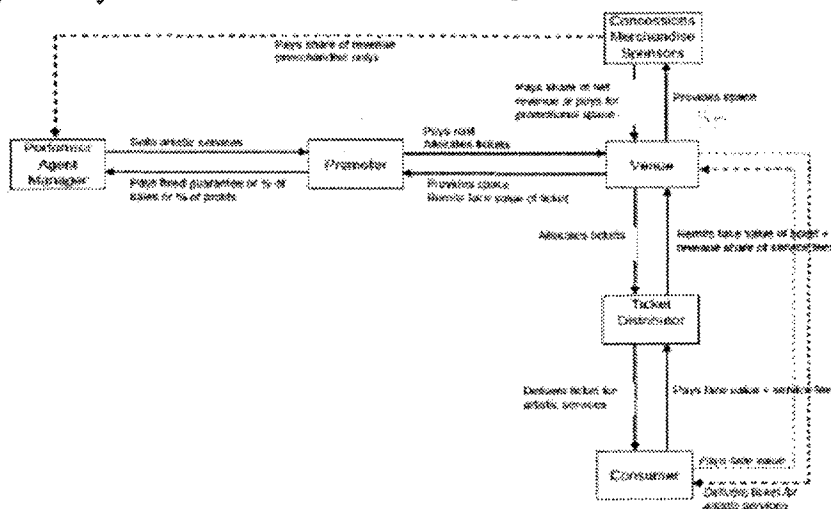 Concessions
Merchandise
Sponsors
Pays share of revenue
(merchandise only)
Pays share of net
revenue or pays for
promotional space
Provides space
Performer
Agent
Manager
Sells artistic services
Pays fixed guarantee or % of
sales or % of profits
Promoter
Pays rent
Allocates tickets
Provides space
Remits face value of ticket
Venue
Allocates tickets
Remits face value of ticket +
revenue share of service fees
Ticket
Distributor
Delivers ticket for
artistic services
Pays face value + service fee
Consumer
Pays face value
Delivers ticket for
artistic services